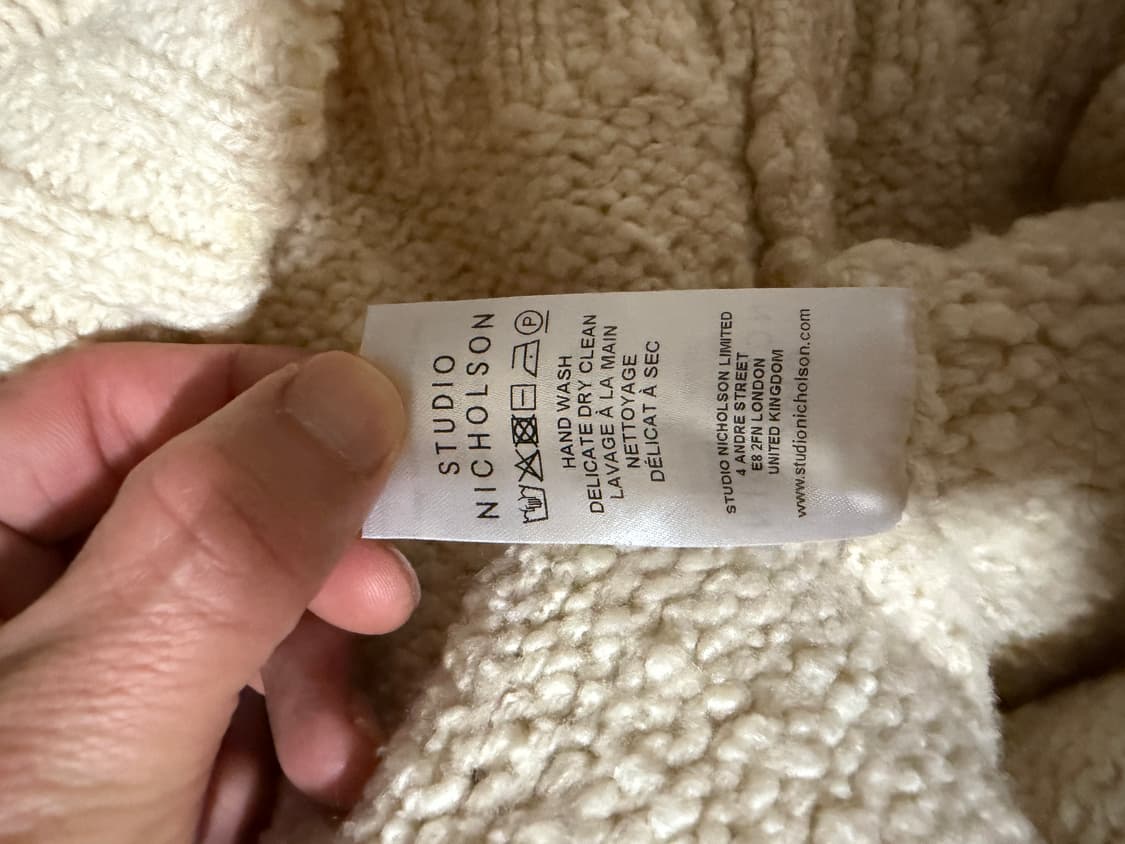 STUDIO
NICHOLSON
P
HAND WASH
DELICATE DRY CLEAN
LAVAGE À LA MAIN
NETTOYAGE
DÉLICAT À SEC
STUDIO NICHOLSON LIMITED
4 ANDRE STREET
E8 2FN LONDON
UNITED KINGDOM
www.studionicholson.com